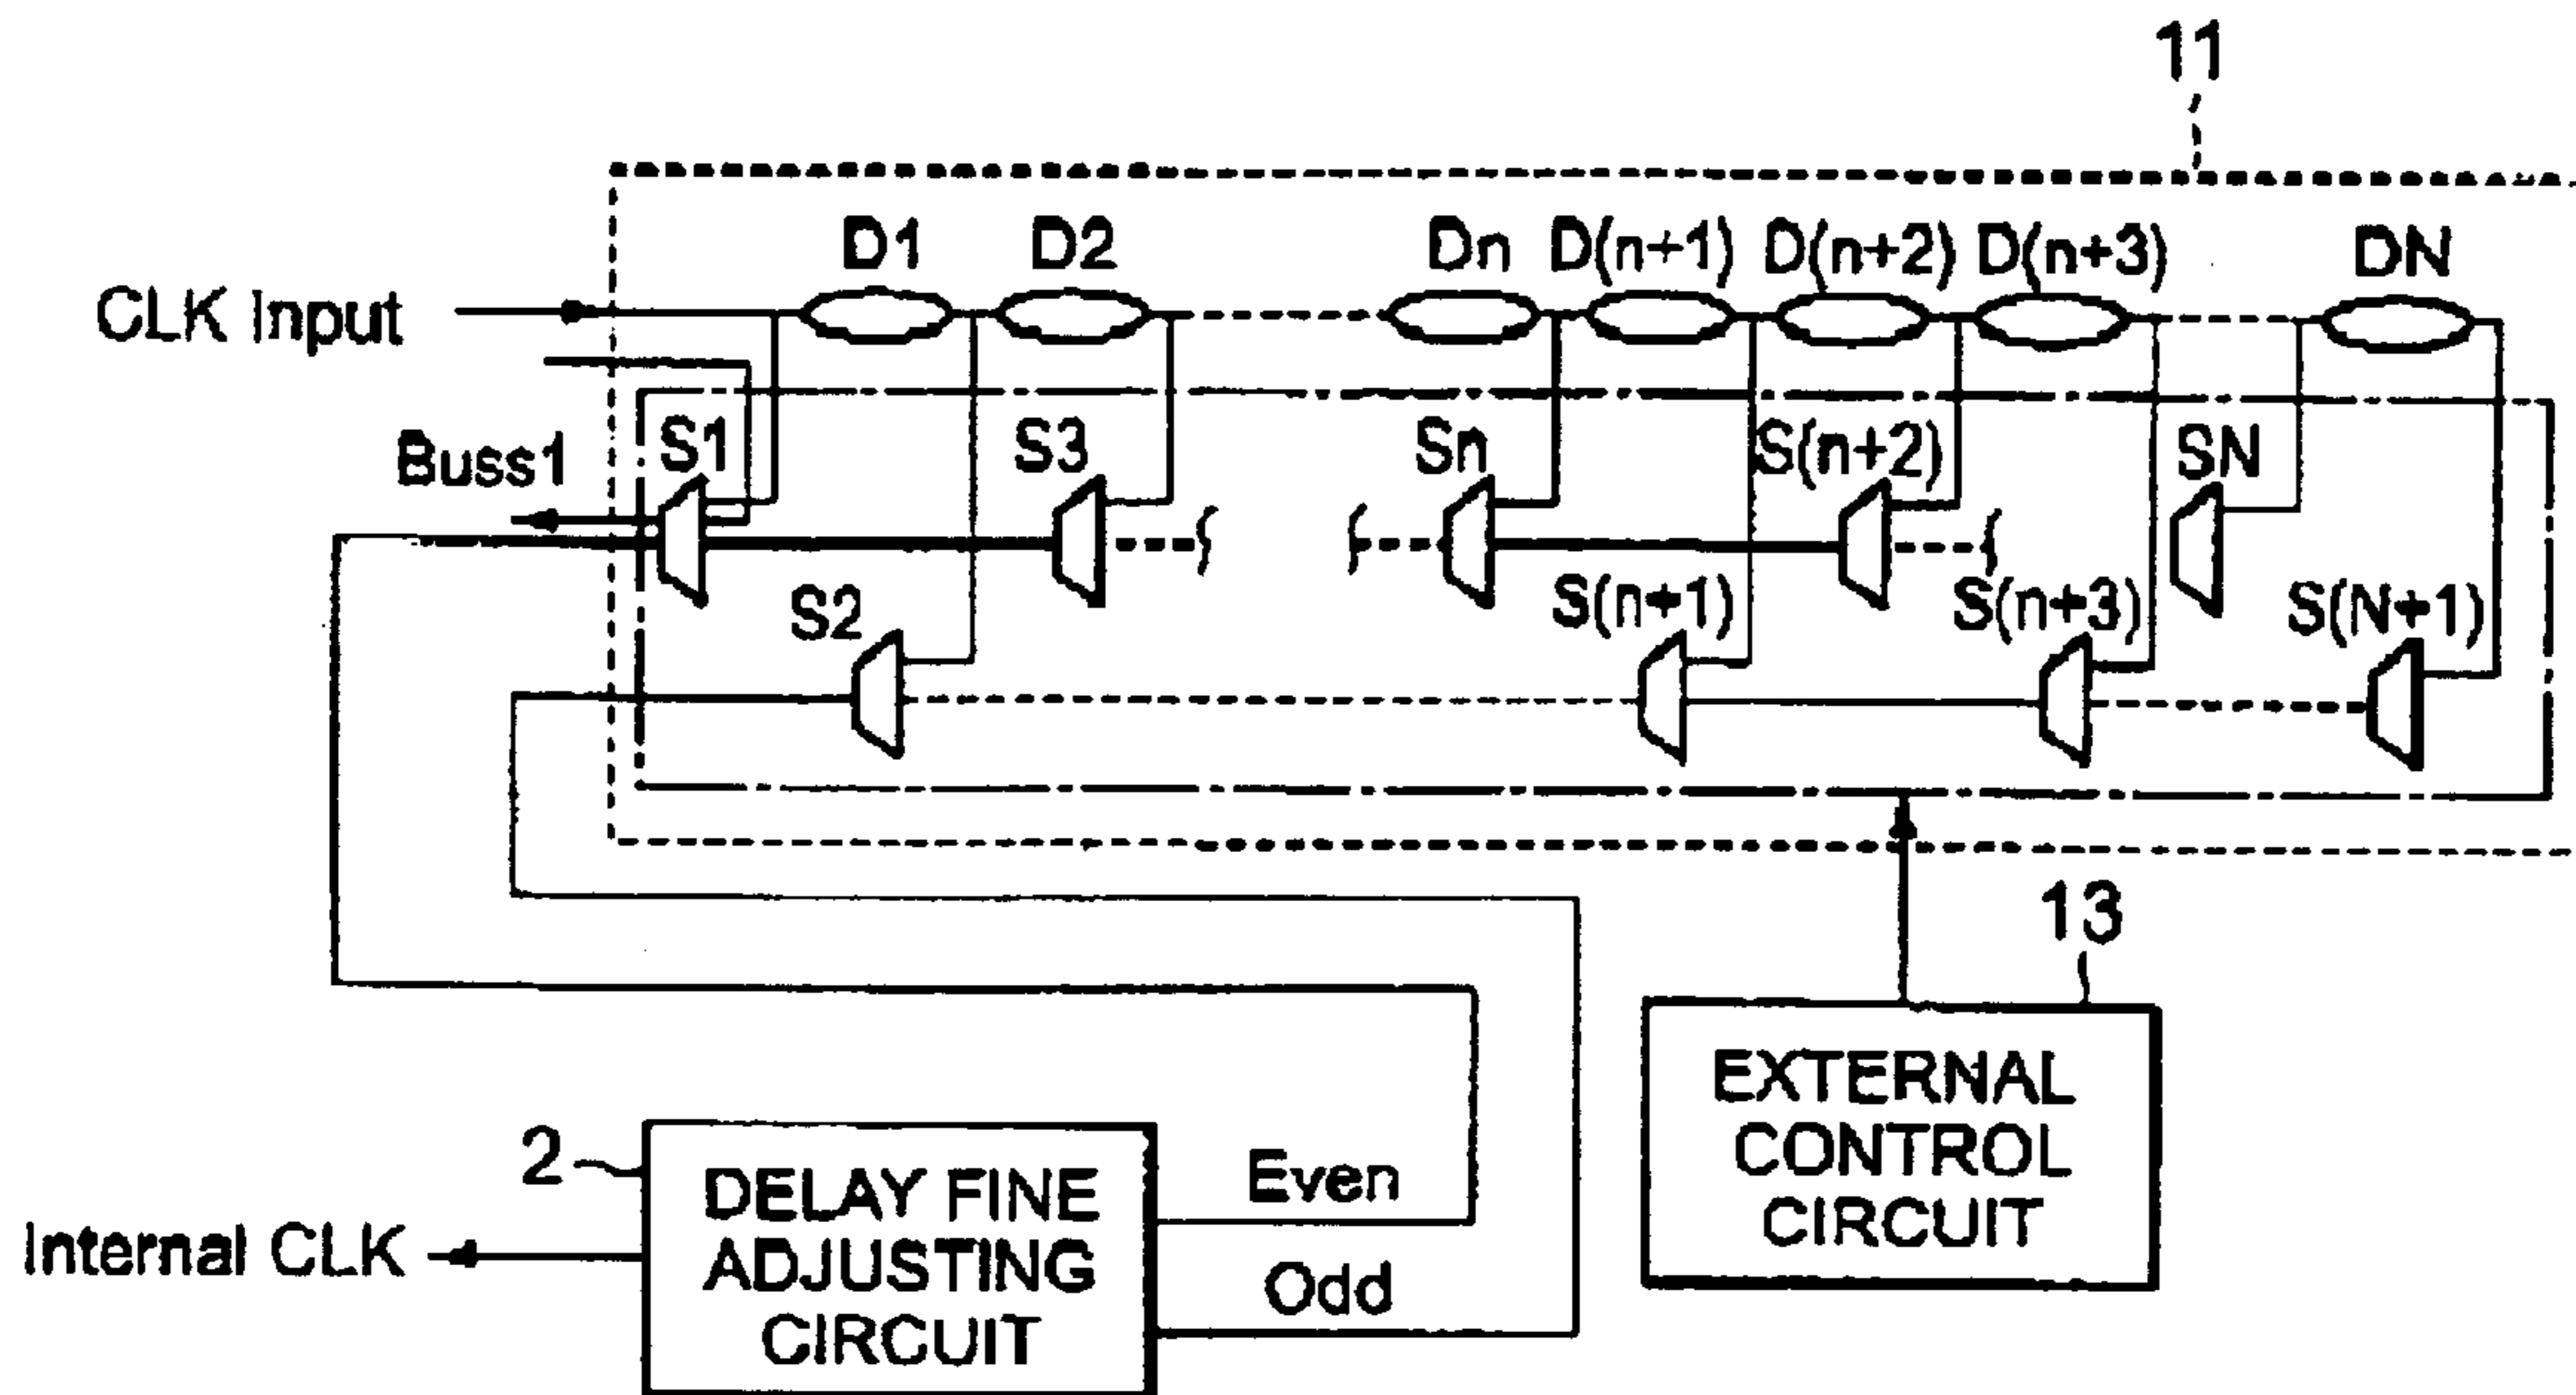 11
D1 D2 Dn D(n+1) D(n+2) D(n+3) DN
CLK Input
Buss1 S1 S3 Sn S(n+2) SN
S2 S(n+1) S(n+3) S(N+1)
13
EXTERNAL
CONTROL
CIRCUIT
2
DELAY FINE
ADJUSTING
CIRCUIT
Even
Odd
Internal CLK